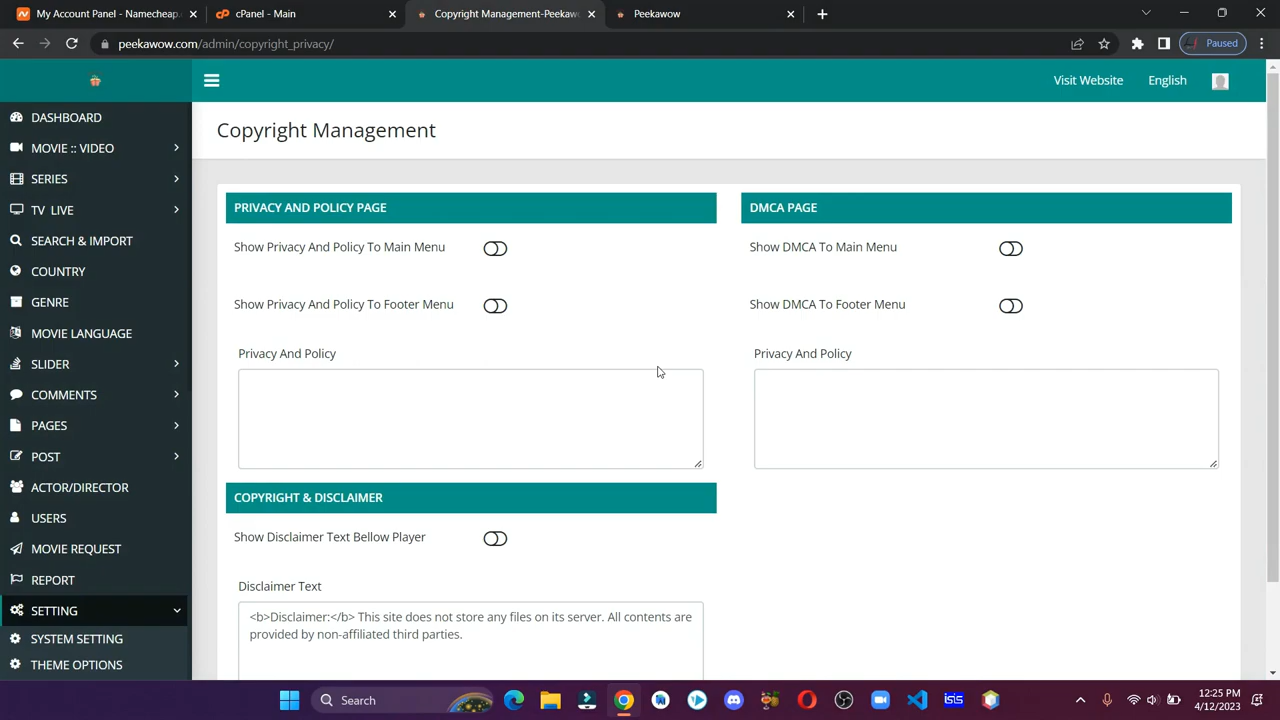 My Account Panel - Namecheap.
cPanel - Main
Copyright Management-Peekaw
Peekawow
peekawow.com/admin/copyright_privacy/
Paused
Visit Website
English
DASHBOARD
MOVIE :: VIDEO
SERIES
TV LIVE
SEARCH & IMPORT
COUNTRY
GENRE
MOVIE LANGUAGE
SLIDER
COMMENTS
PAGES
POST
ACTOR/DIRECTOR
USERS
MOVIE REQUEST
REPORT
SETTING
SYSTEM SETTING
THEME OPTIONS
Copyright Management
PRIVACY AND POLICY PAGE
Show Privacy And Policy To Main Menu
Show Privacy And Policy To Footer Menu
Privacy And Policy
COPYRIGHT & DISCLAIMER
Show Disclaimer Text Bellow Player
Disclaimer Text
<b>Disclaimer:</b> This site does not store any files on its server. All contents are
provided by non-affiliated third parties.
DMCA PAGE
Show DMCA To Main Menu
Show DMCA To Footer Menu
Privacy And Policy
Search
isis
12:25 PM
4/12/2023